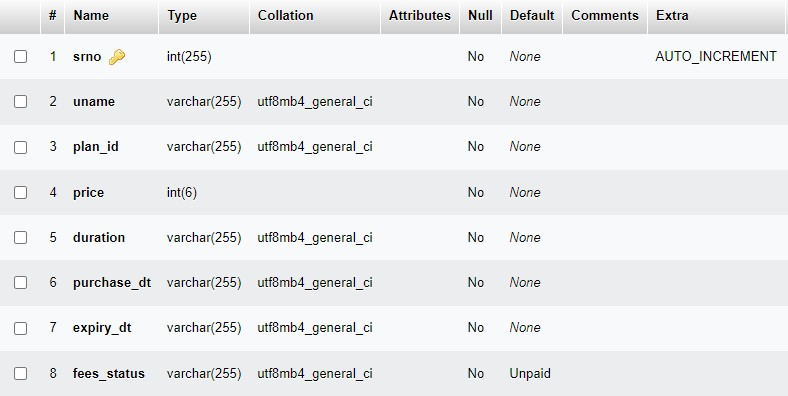 # Name Type Collation Attributes Null Default Comments Extra
1 srno int(255) No None AUTO_INCREMENT
2 uname varchar(255) utf8mb4_general_ci No None
3 plan_id varchar(255) utf8mb4_general_ci No None
4 price int(6) No None
5 duration varchar(255) utf8mb4_general_ci No None
6 purchase_dt varchar(255) utf8mb4_general_ci No None
7 expiry_dt varchar(255) utf8mb4_general_ci No None
8 fees_status varchar(255) utf8mb4_general_ci No Unpaid